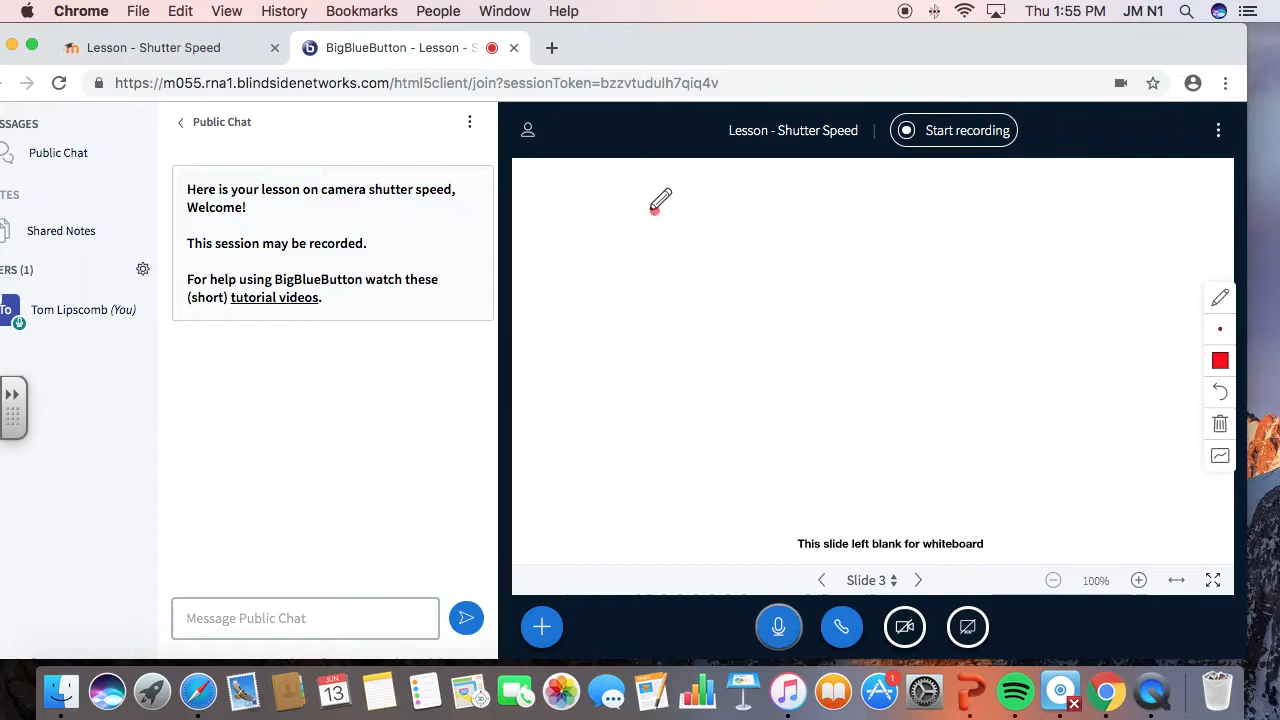 Chrome File Edit View History Bookmarks People Window Help Thu 1:55 PM JM N1
Lesson - Shutter Speed
BigBlueButton - Lesson - S
https://m055.rna1.blindsidenetworks.com/html5client/join?sessionToken=bzzvtudulh7qiq4v
SSAGES
Public Chat
TES
Shared Notes
ERS (1)
To
Tom Lipscomb (You)
Public Chat
Here is your lesson on camera shutter speed,
Welcome!
This session may be recorded.
For help using BigBlueButton watch these
(short) tutorial videos.
Message Public Chat
Lesson - Shutter Speed
Start recording
This slide left blank for whiteboard
Slide 3
100%
JUN
13
1